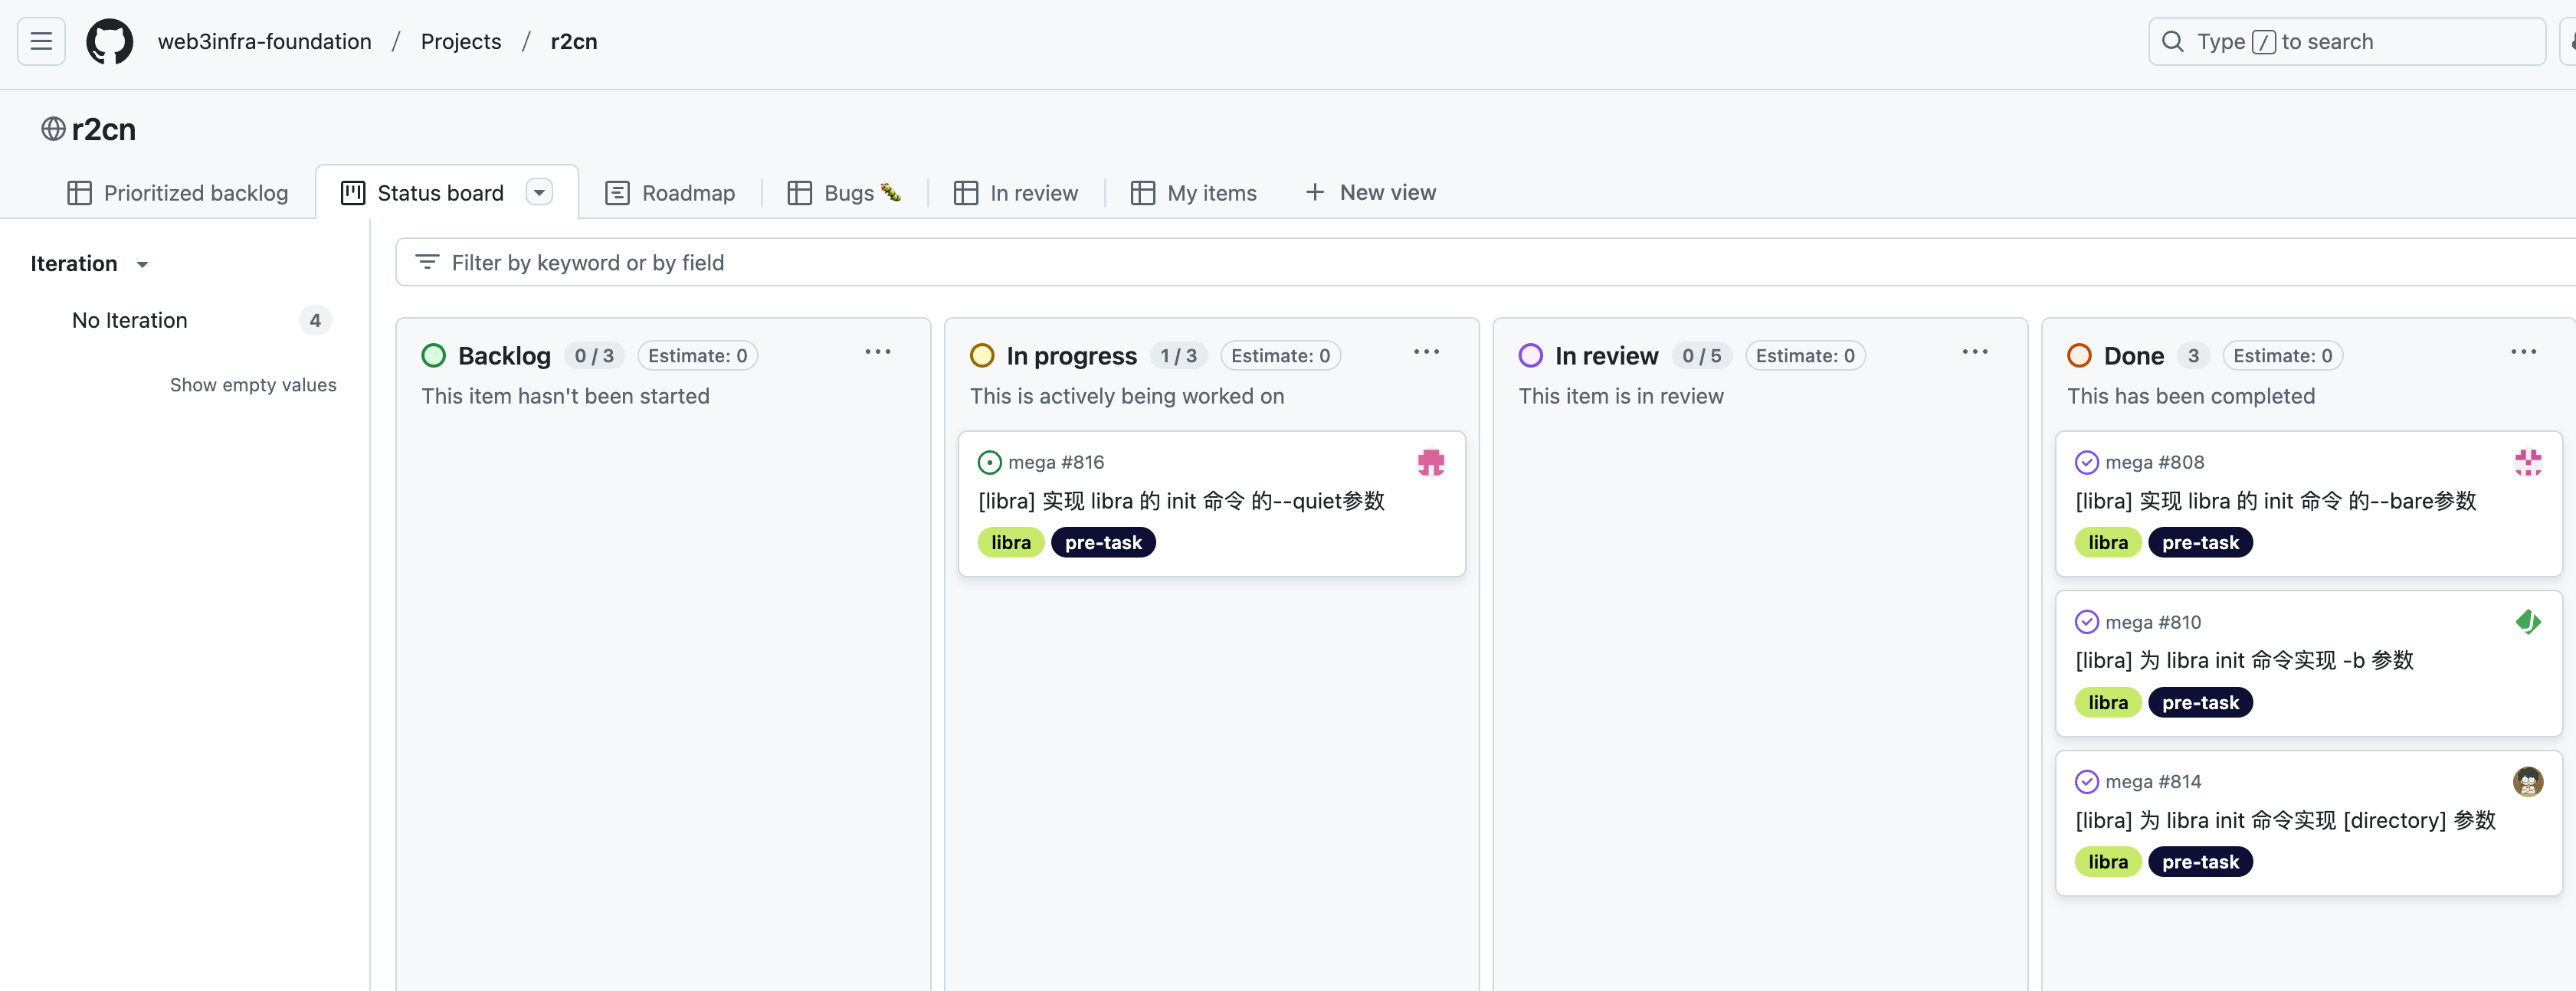 web3infra-foundation / Projects / r2cn
Type / to search
r2cn
Prioritized backlog
Status board
Roadmap
Bugs 🐛
In review
My items
+ New view
Iteration
No Iteration 4
Show empty values
Filter by keyword or by field
Backlog 0 / 3 Estimate: 0
This item hasn't been started
In progress 1 / 3 Estimate: 0
This is actively being worked on
mega #816
[libra] 实现 libra 的 init 命令 的--quiet参数
libra pre-task
In review 0 / 5 Estimate: 0
This item is in review
Done 3 Estimate: 0
This has been completed
mega #808
[libra] 实现 libra 的 init 命令 的--bare参数
libra pre-task
mega #810
[libra] 为 libra init 命令实现 -b 参数
libra pre-task
mega #814
[libra] 为 libra init 命令实现 [directory] 参数
libra pre-task